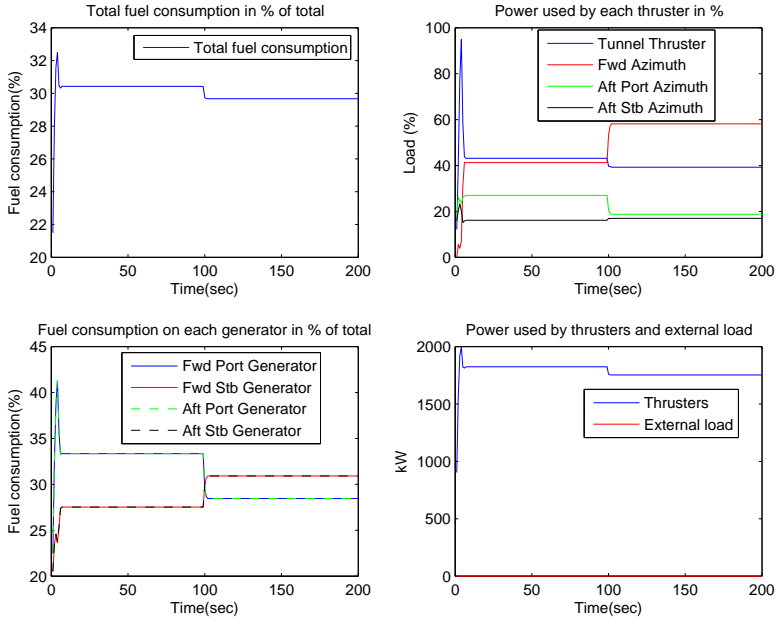 Total fuel consumption in % of total
Fuel consumption(%)
34
32
30
28
26
24
22
20
0
50
100
150
200
Time(sec)
Total fuel consumption
Power used by each thruster in %
Load (%)
100
80
60
40
20
0
0
50
100
150
200
Time(sec)
Tunnel Thruster
Fwd Azimuth
Aft Port Azimuth
Aft Stb Azimuth
Fuel consumption on each generator in % of total
Fuel consumption(%)
45
40
35
30
25
20
0
50
100
150
200
Time(sec)
Fwd Port Generator
Fwd Stb Generator
Aft Port Generator
Aft Stb Generator
Power used by thrusters and external load
kW
2000
1500
1000
500
0
0
50
100
150
200
Time(sec)
Thrusters
External load